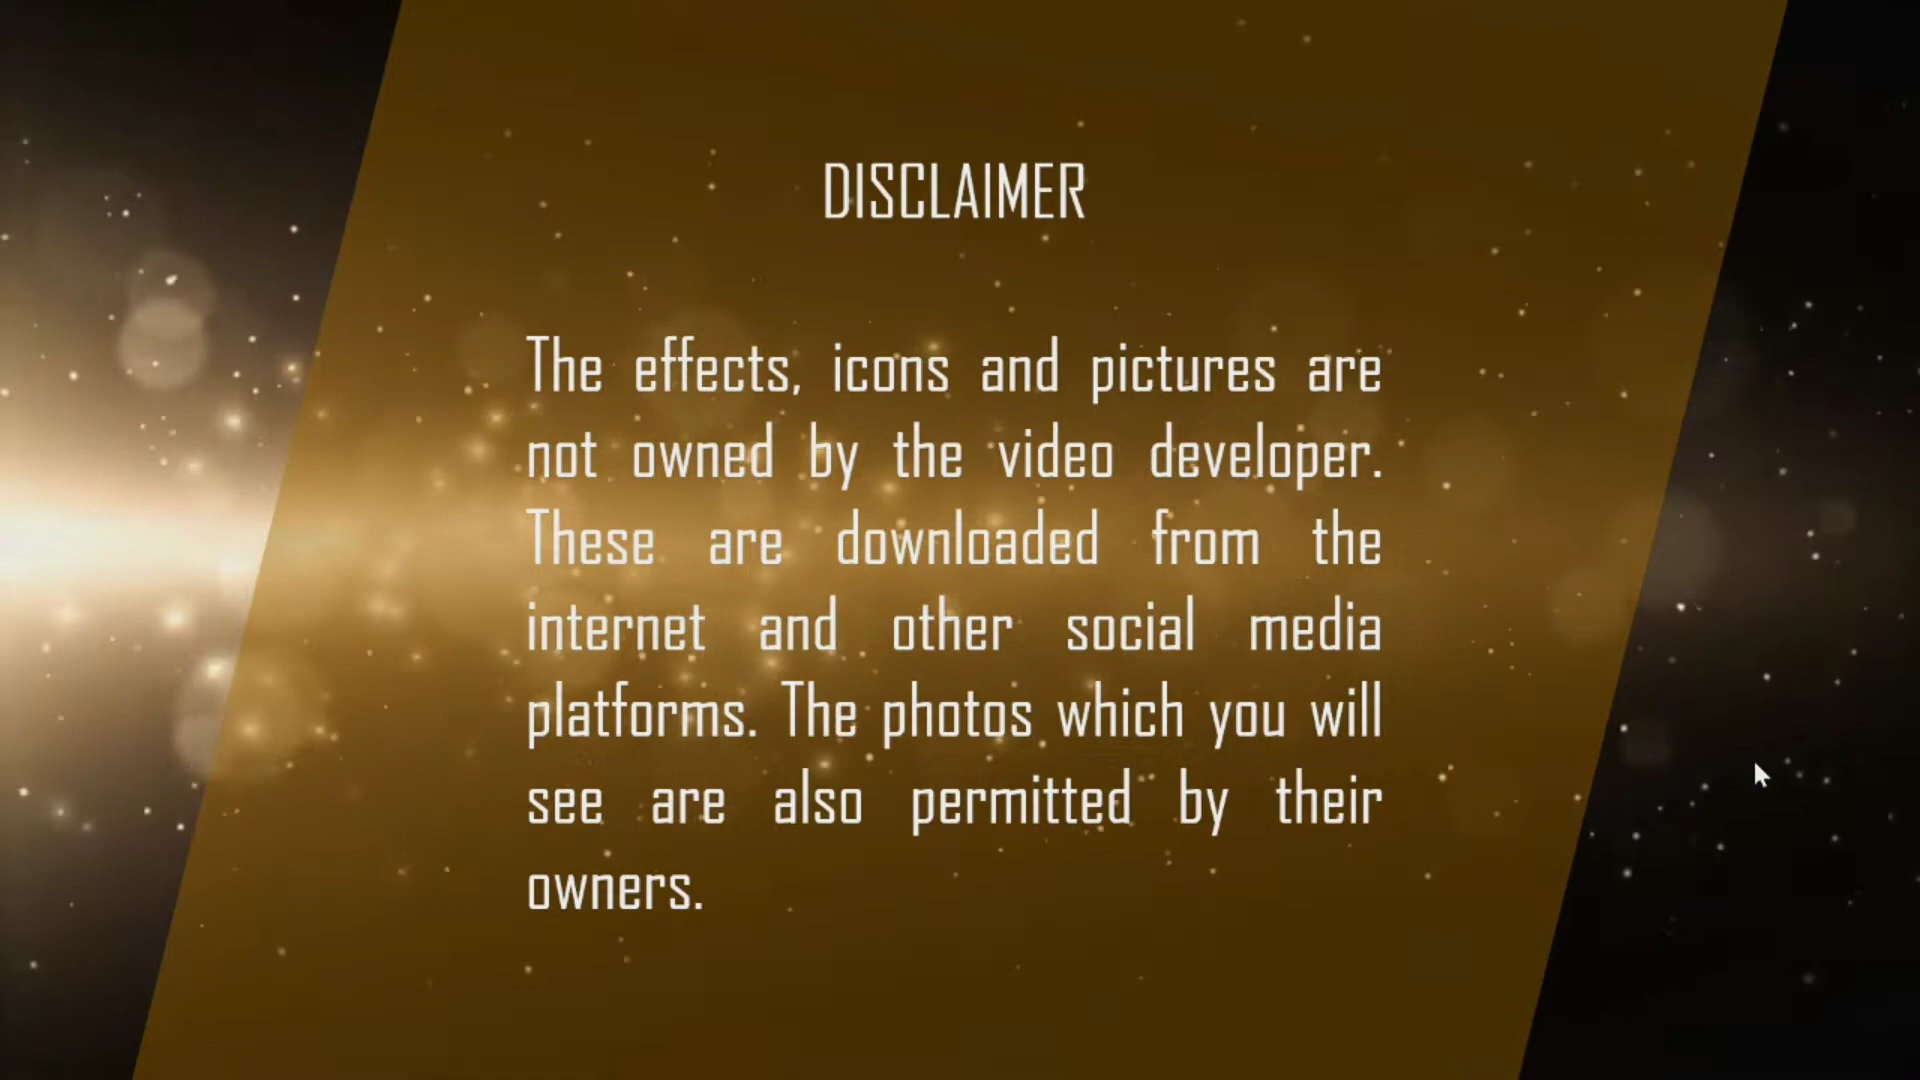 DISCLAIMER
The effects, icons and pictures are
not owned by the video developer.
These are downloaded from the
internet and other social media
platforms. The photos which you will
see are also permitted by their
owners.